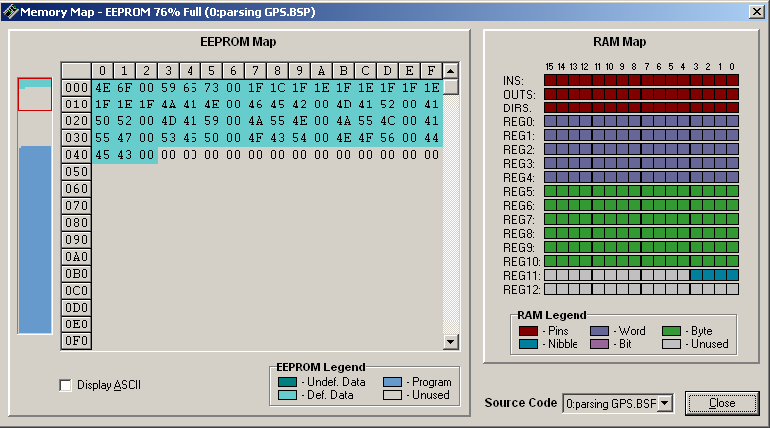 Memory Map - EEPROM 76% Full (0:parsing GPS.BSP)
EEPROM Map
0 1 2 3 4 5 6 7 8 9 A B C D E F
000 4E 6F 00 59 65 73 00 1F 1C 1F 1E 1F 1E 1F 1F 1E
010 1F 1E 1F 4A 41 4E 00 46 45 42 00 4D 41 52 00 41
020 50 52 00 4D 41 59 00 4A 55 4E 00 4A 55 4C 00 41
030 55 47 00 53 45 50 00 4F 43 54 00 4E 4F 56 00 44
040 45 43 00 00 00 00 00 00 00 00 00 00 00 00 00 00
050
060
070
080
090
0A0
0B0
0C0
0D0
0E0
0F0
Display ASCII
EEPROM Legend
- Undef. Data - Program
- Def. Data - Unused
RAM Map
15 14 13 12 11 10 9 8 7 6 5 4 3 2 1 0
INS:
OUTS:
DIRS:
REG0:
REG1:
REG2:
REG3:
REG4:
REG5:
REG6:
REG7:
REG8:
REG9:
REG10:
REG11:
REG12:
RAM Legend
- Pins - Word - Byte
- Nibble - Bit - Unused
Source Code 0:parsing GPS.BSF Close